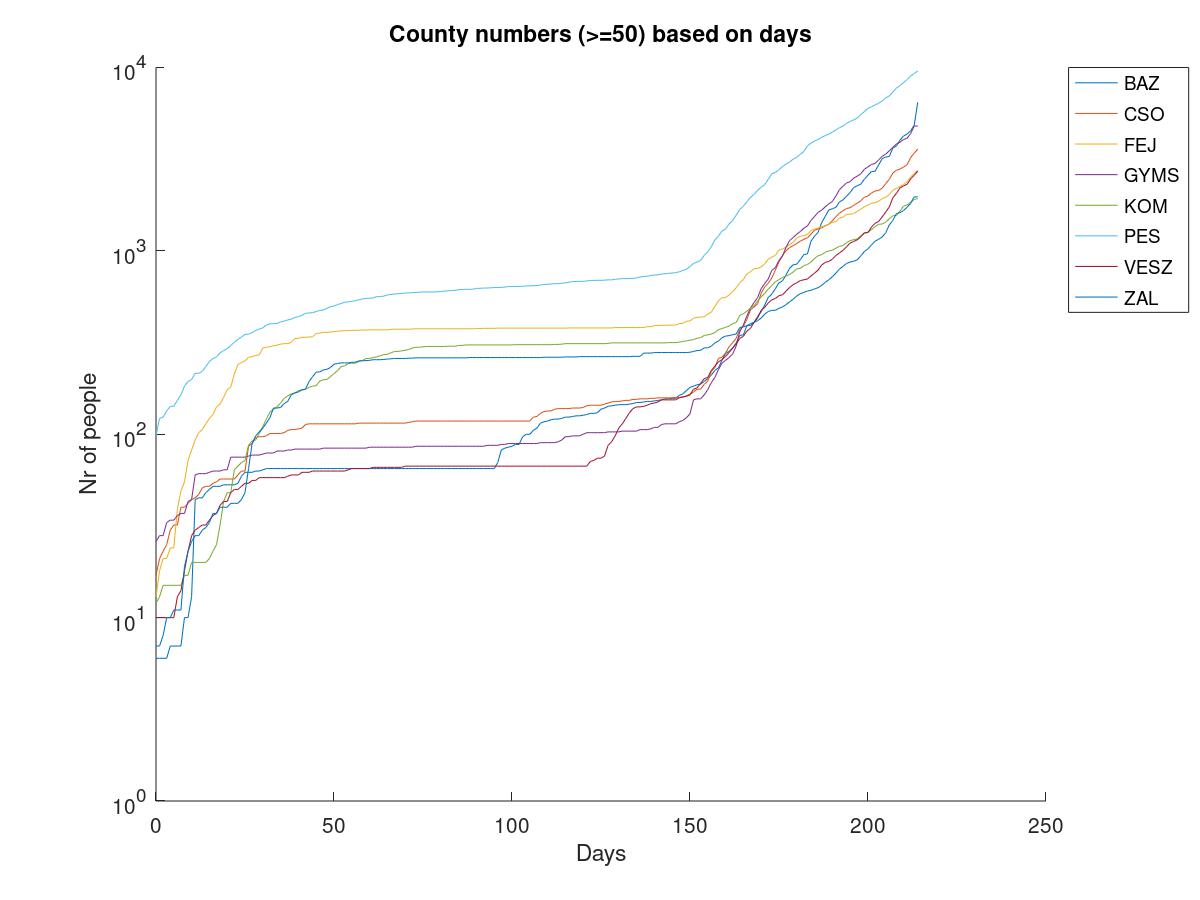 County numbers (>=50) based on days
10^4
10^3
10^2
10^1
10^0
Nr of people
0 50 100 150 200 250
Days
BAZ
CSO
FEJ
GYMS
KOM
PES
VESZ
ZAL